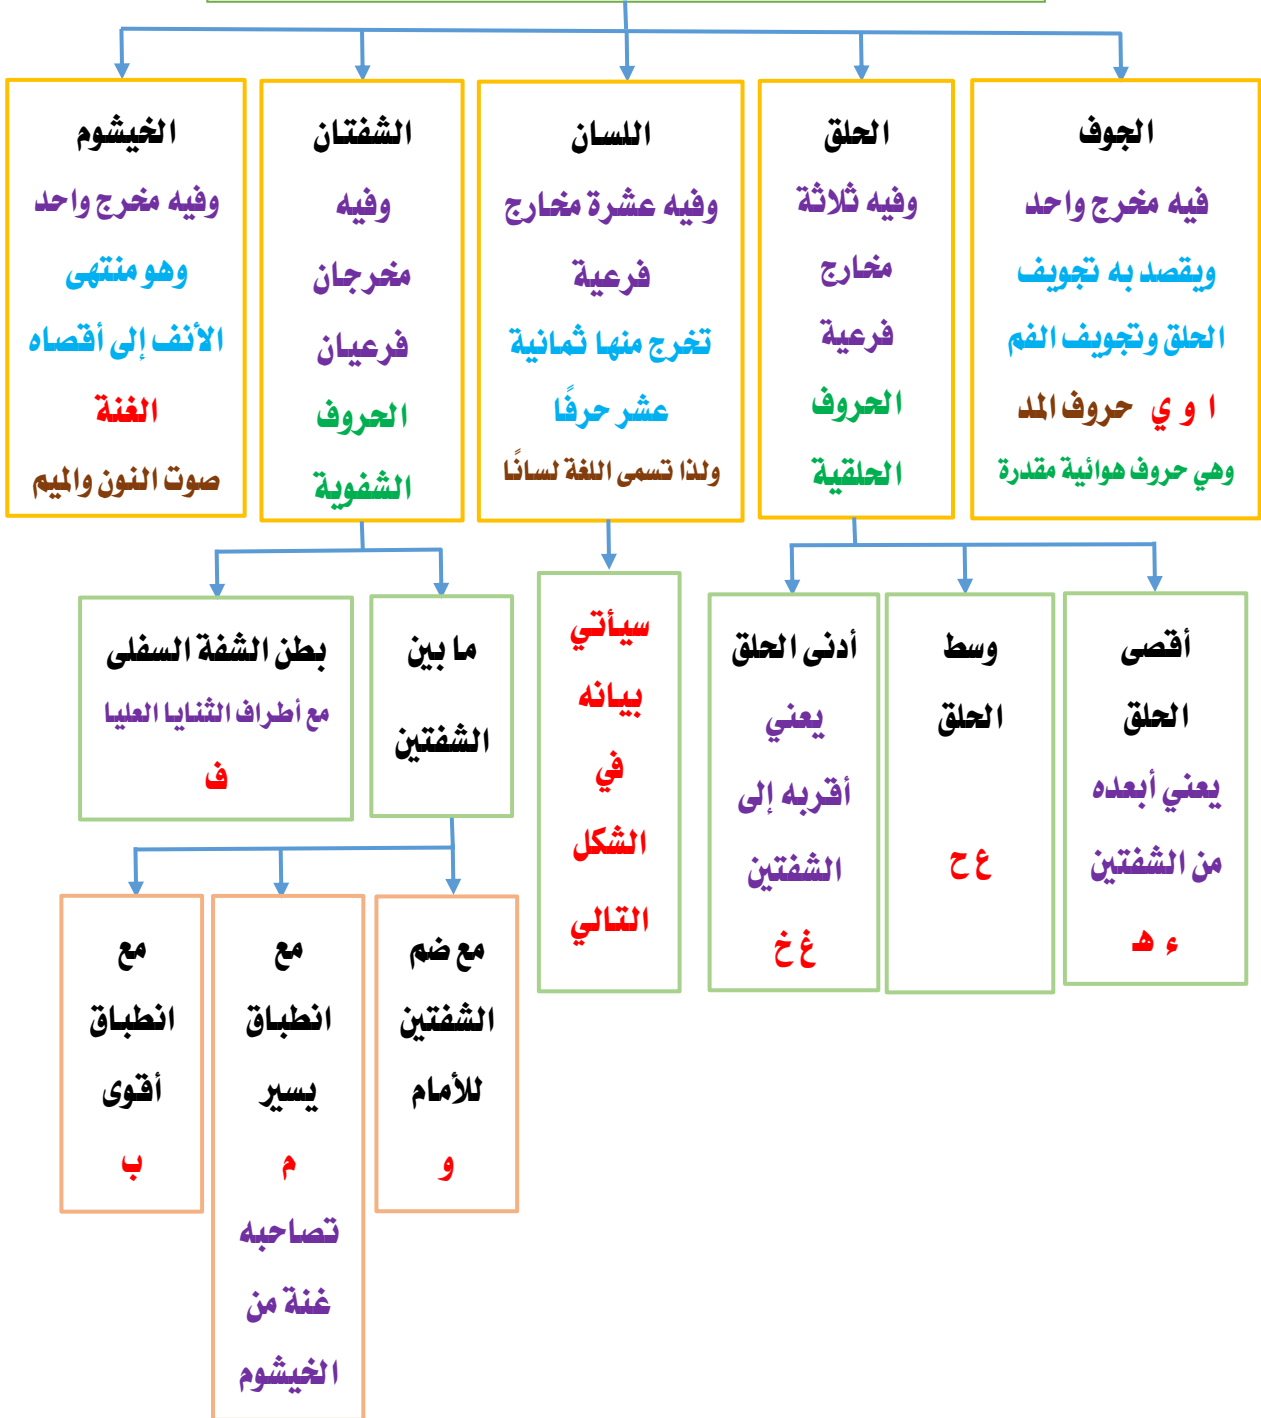 الجوف
فيه مخرج واحد
ويقصد به تجويف
الحلق وتجويف الفم
ا و ي حروف المد
وهي حروف هوائية مقدرة
الحلق
وفيه ثلاثة
مخارج
فرعية
الحروف
الحلقية
اللسان
وفيه عشرة مخارج
فرعية
تخرج منها ثمانية
عشر حرفًا
ولذا تسمى اللغة لسانًا
الشفتان
وفيه
مخرجان
فرعيان
الحروف
الشفوية
الخيشوم
وفيه مخرج واحد
وهو منتهى
الأنف إلى أقصاه
الغنة
صوت النون والميم
أقصى
الحلق
يعني أبعده
من الشفتين
ء هـ
وسط
الحلق
ع ح
أدنى الحلق
يعني
أقربه إلى
الشفتين
غ خ
سيأتي
بيانه
في
الشكل
التالي
ما بين
الشفتين
بطن الشفة السفلى
مع أطراف الثنايا العليا
ف
مع ضم
الشفتين
للأمام
و
مع
انطباق
يسير
م
تصاحبه
غنة من
الخيشوم
مع
انطباق
أقوى
ب